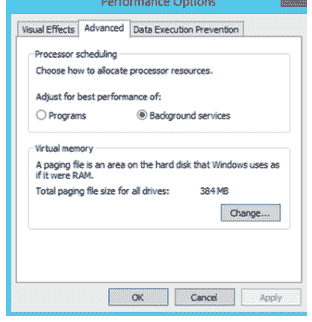 Performance Options
Visual Effects Advanced Data Execution Prevention
Processor scheduling
Choose how to allocate processor resources.
Adjust for best performance of:
Programs Background services
Virtual memory
A paging file is an area on the hard disk that Windows uses as
if it were RAM.
Total paging file size for all drives: 384 MB
Change...
OK Cancel Apply